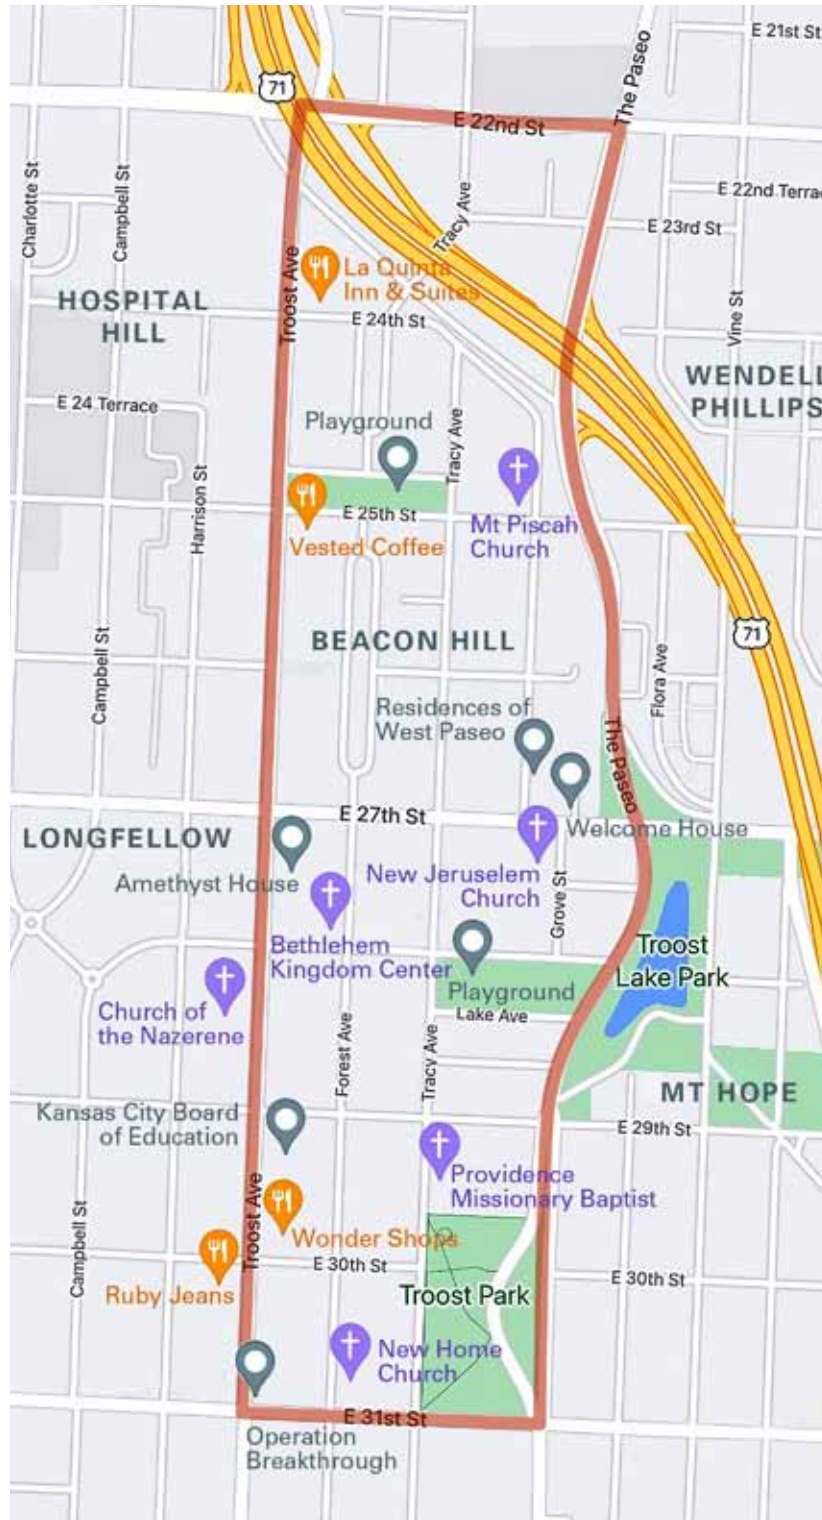 E 21st St
The Paseo
71
E 22nd St
E 22nd Terra
Charlotte St
Campbell St
Tracy Ave
E 23rd St
Troost Ave
La Quinta
Inn & Suites
HOSPITAL
HILL
E 24th St
Vine St
WENDELL
PHILLIPS
E 24 Terrace
Playground
Tracy Ave
Harrison St
E 25th St
Vested Coffee
Mt Piscah
Church
BEACON HILL
71
Campbell St
Flora Ave
Residences of
West Paseo
The Paseo
E 27th St
Welcome House
LONGFELLOW
Amethyst House
New Jeruselem
Church
Grove St
Bethlehem
Kingdom Center
Troost
Lake Park
Playground
Church of
the Nazerene
Lake Ave
Forest Ave
Tracy Ave
MT HOPE
Kansas City Board
of Education
E 29th St
Providence
Missionary Baptist
Troost Ave
Campbell St
Wonder Shops
E 30th St
E 30th St
Ruby Jeans
Troost Park
New Home
Church
E 31st St
Operation
Breakthrough